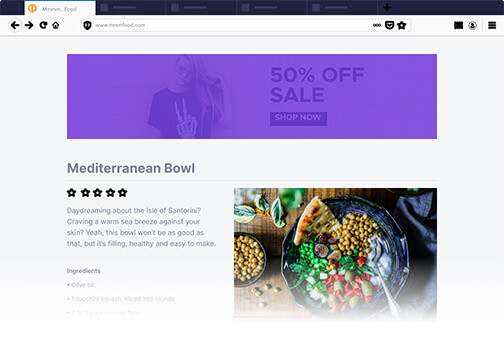 Mmmm...Food
www.mmmfood.com
50% OFF
SALE
SHOP NOW
Mediterranean Bowl
Daydreaming about the isle of Santorini?
Craving a warm sea breeze against your
skin? Yeah, this bowl won't be as good as
that, but it's filling, healthy and easy to make.
Ingredients
• Olive oil
• 1 zucchini squash, sliced into rounds